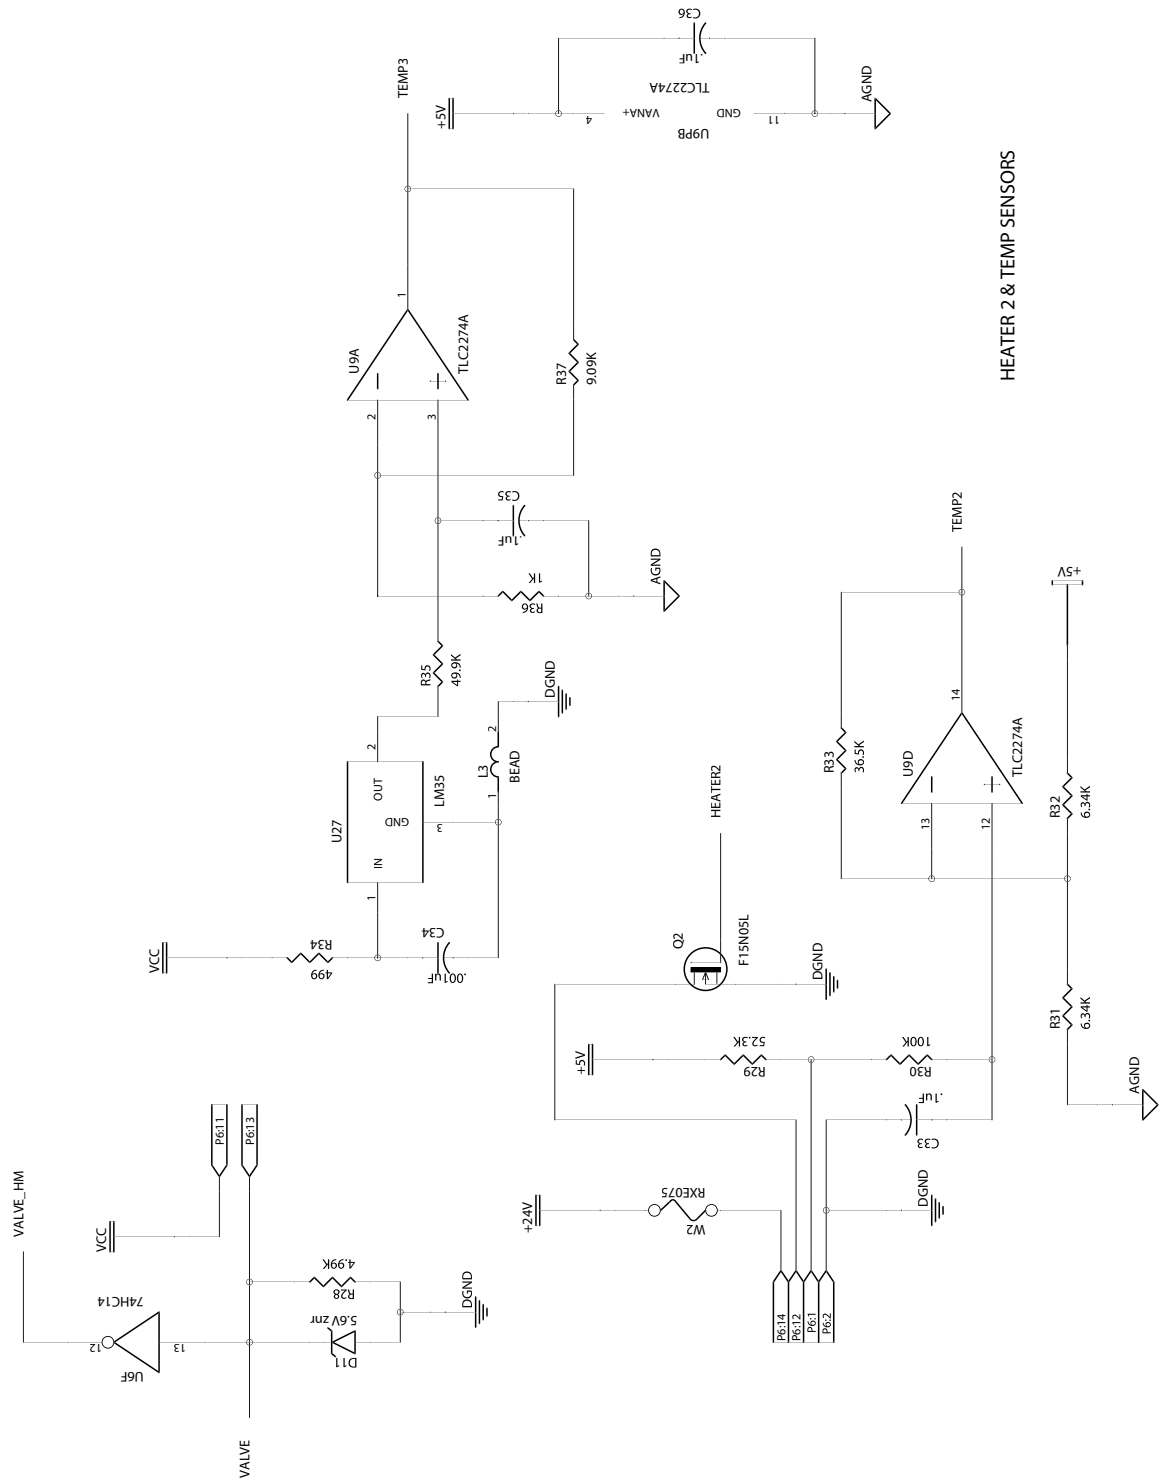 VALVE
VALVE_HM
U6F
74HC14
12
13
VCC
P6:11
P6:13
D11
5.6V znr
R28
4.99K
DGND
VCC
R34
499
C34
.001uF
U27
LM35
IN
OUT
GND
1
2
3
L3
BEAD
1
2
DGND
R35
49.9K
R36
1K
C35
.1uF
AGND
U9A
TLC2274A
2
3
1
R37
9.09K
TEMP3
+5V
4
VANA+
GND
11
U9PB
TLC2274A
C36
.1uF
AGND
P6:14
P6:12
P6:1
P6:2
+24V
W2
RXE075
DGND
C33
.1uF
+5V
R29
52.3K
R30
100K
Q2
F15N05L
DGND
HEATER2
AGND
R31
6.34K
R32
6.34K
+5V
U9D
TLC2274A
13
12
14
R33
36.5K
TEMP2
HEATER 2 & TEMP SENSORS